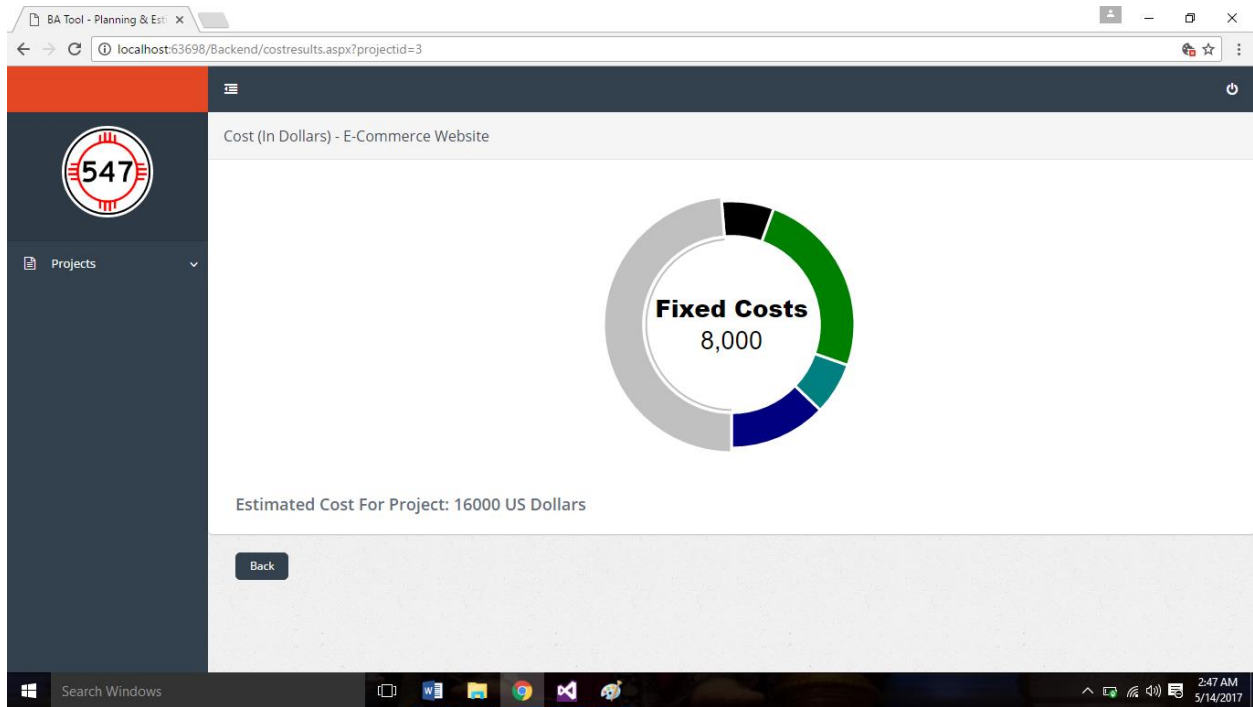 BA Tool - Planning & Esti
localhost:63698/Backend/costresults.aspx?projectid=3
547
Projects
Cost (In Dollars) - E-Commerce Website
Fixed Costs
8,000
Estimated Cost For Project: 16000 US Dollars
Back
Search Windows
2:47 AM
5/14/2017